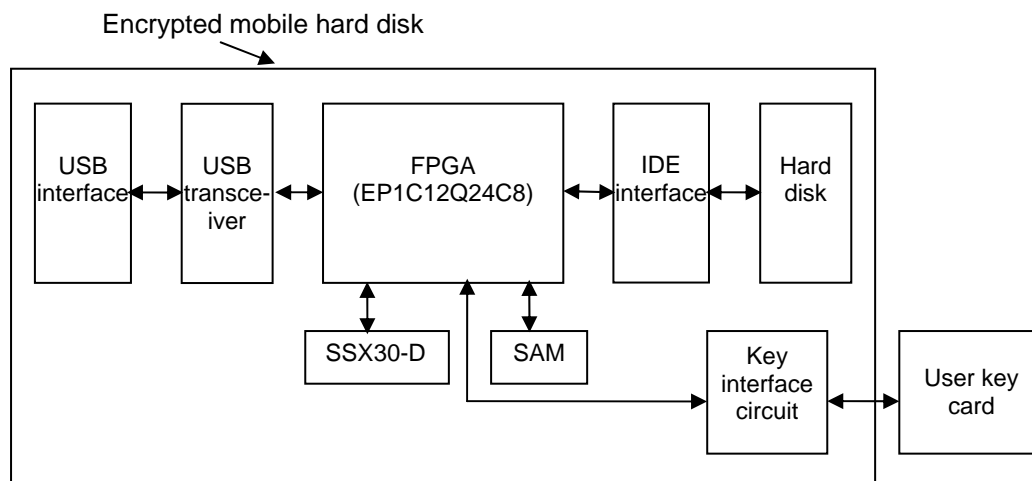 Encrypted mobile hard disk
USB
interface
USB
transce-
iver
FPGA
(EP1C12Q24C8)
IDE
interface
Hard
disk
SSX30-D
SAM
Key
interface
circuit
User key
card